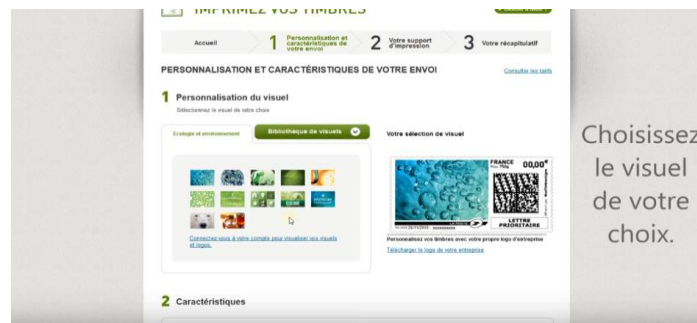 IMPRIMEZ VOS TIMBRES
Accueil
1
Personnalisation et
caractéristiques de
votre envoi
2
Votre support
d'impression
3
Votre récapitulatif
PERSONNALISATION ET CARACTÉRISTIQUES DE VOTRE ENVOI
Consulter les tarifs
1 Personnalisation du visuel
Sélectionnez le visuel de votre choix
Ecologie et environnement
Bibliothèque de visuels
Votre sélection de visuel
FRANCE
00,00€
LETTRE
PRIORITAIRE
Connectez-vous à votre compte pour visualiser vos visuels
et logos.
Personnalisez vos timbres avec votre propre logo d'entreprise
Télécharger le logo de votre entreprise
2 Caractéristiques
Choisissez
le visuel
de votre
choix.